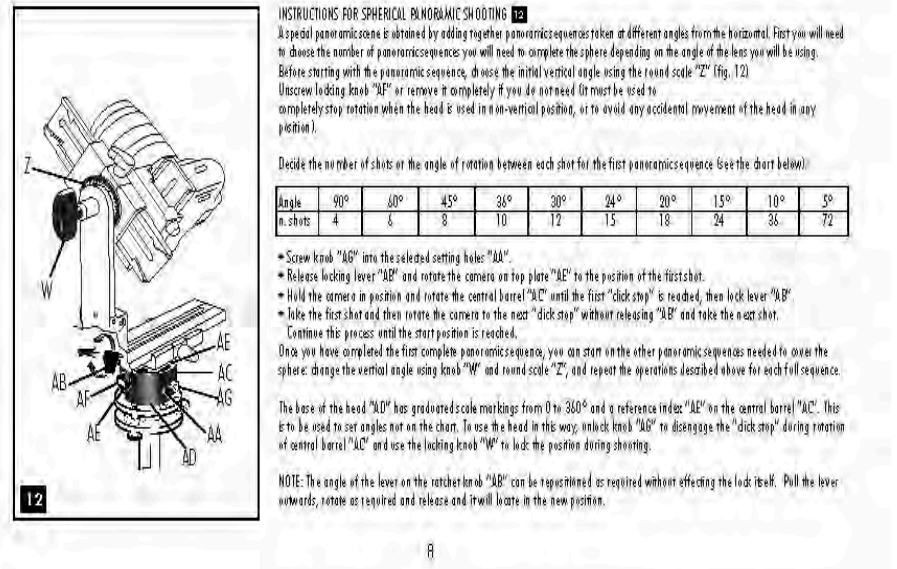 INSTRUCTIONS FOR SPHERICAL PANORAMIC SHOOTING 12
A special panoramic scene is obtained by adding together panoramic sequences taken at different angles from the horizontal. First you will need
to choose the number of panoramic sequences you will need to complete the sphere depending on the angle of the lens you will be using.
Before starting with the panoramic sequence, choose the initial vertical angle using the round scale "Z" (fig. 12)
Unscrew locking knob "AF" or remove it completely if you do not need (it must be used to
completely stop rotation when the head is used in non-vertical position, or to avoid any accidental movement of the head in any
position).
Decide the number of shots or the angle of rotation between each shot for the first panoramic sequence (see the chart below).
Angle 90° 60° 45° 36° 30° 24° 20° 15° 10° 5°
n. shots 4 6 8 10 12 15 18 24 36 72
• Screw knob "AG" into the selected setting holes "AA".
• Release locking lever "AB" and rotate the camera on top plate "AE" to the position of the first shot.
• Hold the camera in position and rotate the central barrel "AC" until the first "click stop" is reached, then lock lever "AB"
• Take the first shot and then rotate the camera to the next "click stop" without releasing "AB" and take the next shot.
Continue this process until the start position is reached.
Once you have completed the first complete panoramic sequence, you can start on the other panoramic sequences needed to cover the
sphere: change the vertical angle using knob "W" and round scale "Z", and repeat the operations described above for each full sequence.
The base of the head "AD" has graduated scale markings from 0 to 360° and a reference index "AE" on the central barrel "AC". This
is to be used to set angles not on the chart. To use the head in this way, unlock knob "AG" to disengage the "click stop" during rotation
of central barrel "AC" and use the locking knob "W" to lock the position during shooting.
NOTE: The angle of the lever on the ratchet knob "AB" can be repositioned as required without effecting the lock itself. Pull the lever
outwards, rotate as required and release and it will locate in the new position.
Z
W
AB
AF
AE
AD
AE
AC
AG
AA
12
8